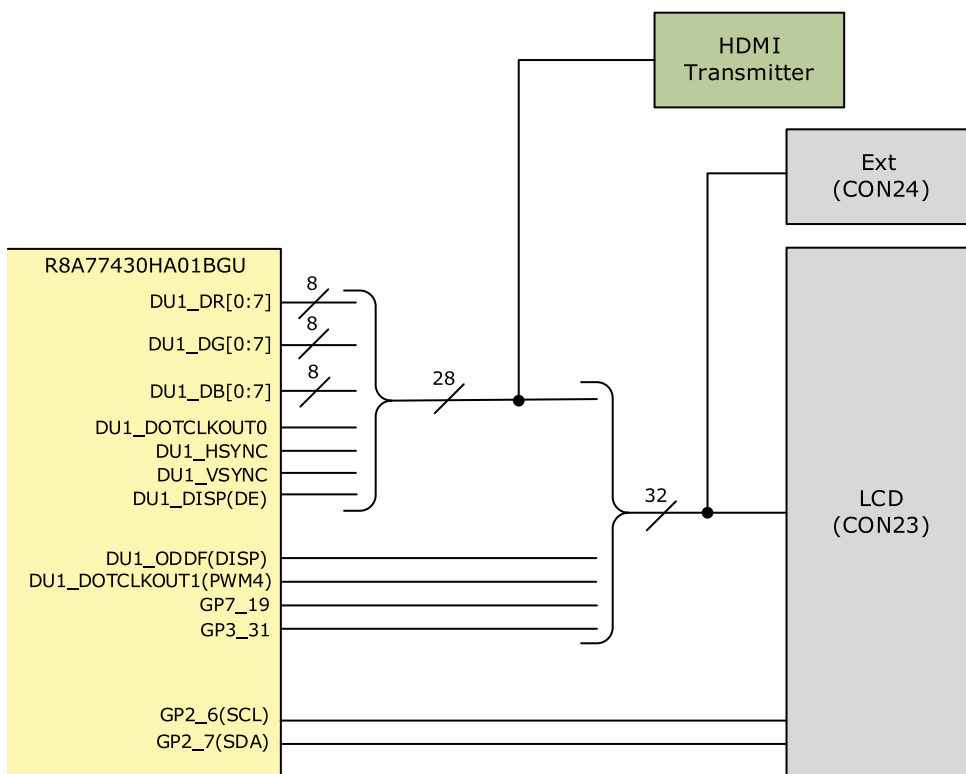 HDMI
Transmitter
Ext
(CON24)
R8A77430HA01BGU
DU1_DR[0:7]
8
DU1_DG[0:7]
8
DU1_DB[0:7]
8
28
DU1_DOTCLKOUT0
DU1_HSYNC
DU1_VSYNC
DU1_DISP(DE)
32
LCD
(CON23)
DU1_ODDF(DISP)
DU1_DOTCLKOUT1(PWM4)
GP7_19
GP3_31
GP2_6(SCL)
GP2_7(SDA)